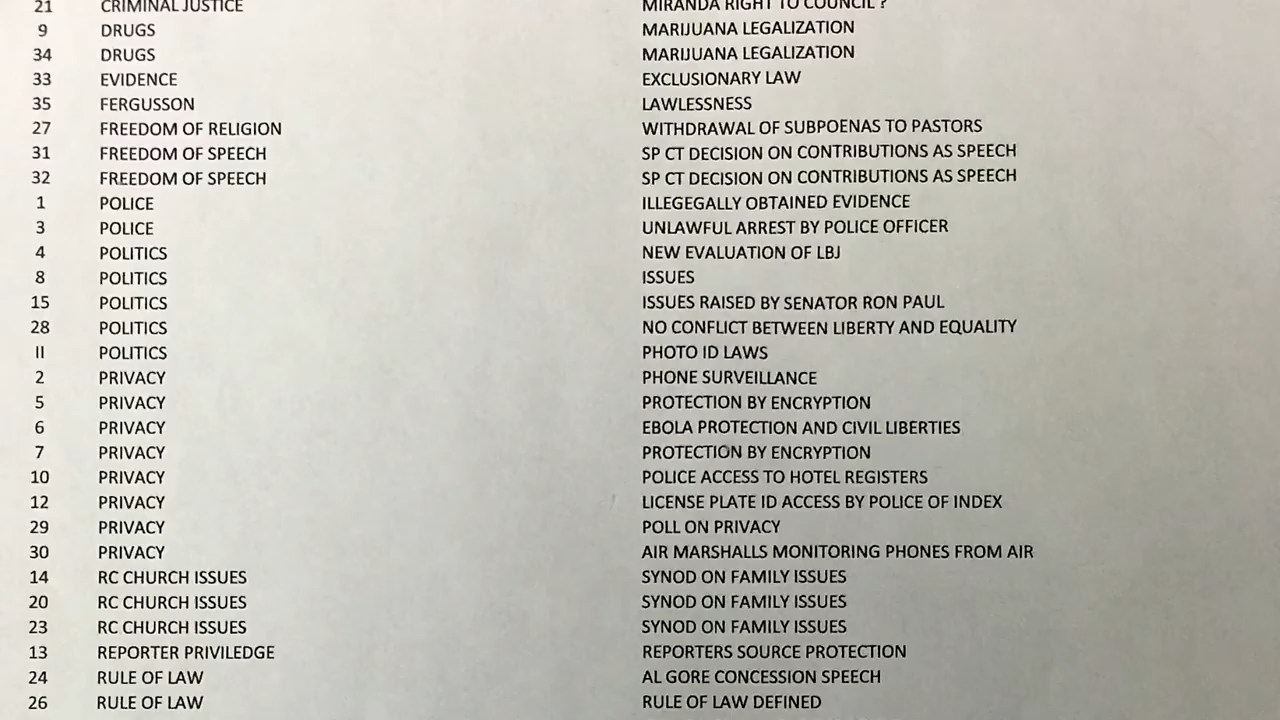 21 CRIMINAL JUSTICE MIRANDA RIGHT TO COUNCIL ?
9 DRUGS MARIJUANA LEGALIZATION
34 DRUGS MARIJUANA LEGALIZATION
33 EVIDENCE EXCLUSIONARY LAW
35 FERGUSSON LAWLESSNESS
27 FREEDOM OF RELIGION WITHDRAWAL OF SUBPOENAS TO PASTORS
31 FREEDOM OF SPEECH SP CT DECISION ON CONTRIBUTIONS AS SPEECH
32 FREEDOM OF SPEECH SP CT DECISION ON CONTRIBUTIONS AS SPEECH
1 POLICE ILLEGEGALLY OBTAINED EVIDENCE
3 POLICE UNLAWFUL ARREST BY POLICE OFFICER
4 POLITICS NEW EVALUATION OF LBJ
8 POLITICS ISSUES
15 POLITICS ISSUES RAISED BY SENATOR RON PAUL
28 POLITICS NO CONFLICT BETWEEN LIBERTY AND EQUALITY
II POLITICS PHOTO ID LAWS
2 PRIVACY PHONE SURVEILLANCE
5 PRIVACY PROTECTION BY ENCRYPTION
6 PRIVACY EBOLA PROTECTION AND CIVIL LIBERTIES
7 PRIVACY PROTECTION BY ENCRYPTION
10 PRIVACY POLICE ACCESS TO HOTEL REGISTERS
12 PRIVACY LICENSE PLATE ID ACCESS BY POLICE OF INDEX
29 PRIVACY POLL ON PRIVACY
30 PRIVACY AIR MARSHALLS MONITORING PHONES FROM AIR
14 RC CHURCH ISSUES SYNOD ON FAMILY ISSUES
20 RC CHURCH ISSUES SYNOD ON FAMILY ISSUES
23 RC CHURCH ISSUES SYNOD ON FAMILY ISSUES
13 REPORTER PRIVILEDGE REPORTERS SOURCE PROTECTION
24 RULE OF LAW AL GORE CONCESSION SPEECH
26 RULE OF LAW RULE OF LAW DEFINED